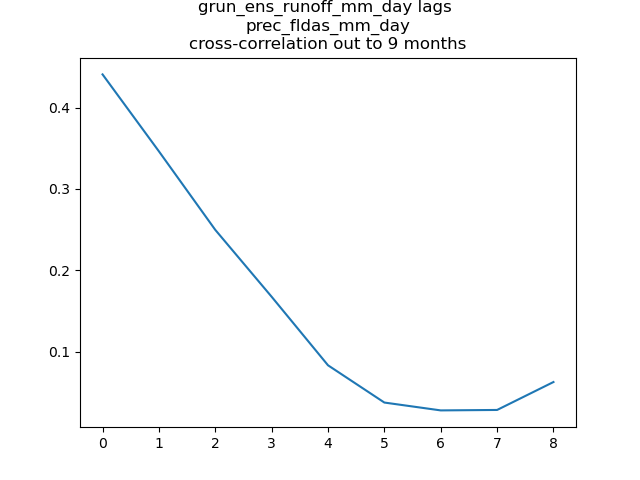 grun_ens_runoff_mm_day lags
prec_fldas_mm_day
cross-correlation out to 9 months
0.4
0.3
0.2
0.1
0 1 2 3 4 5 6 7 8